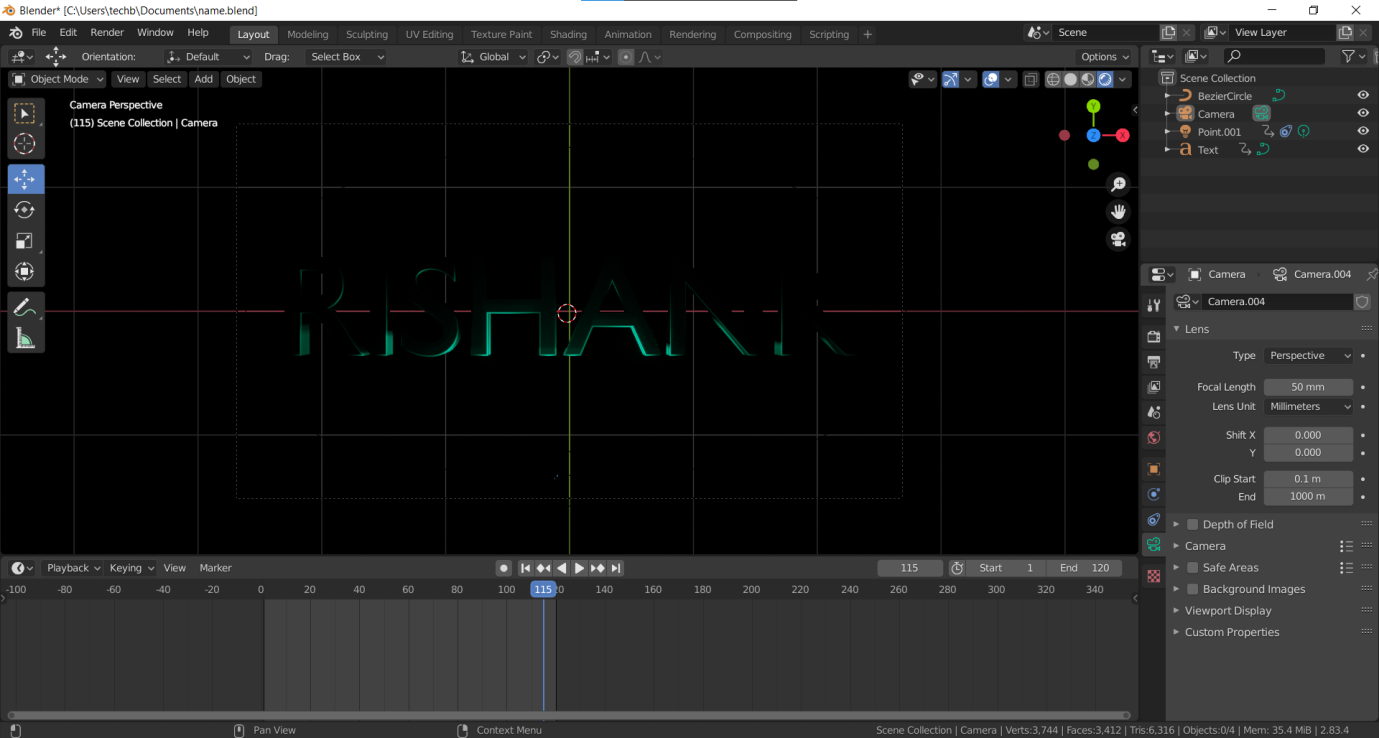 Blender* [C:\Users\techb\Documents\name.blend]
File Edit Render Window Help Layout Modeling Sculpting UV Editing Texture Paint Shading Animation Rendering Compositing Scripting + Scene View Layer
Orientation: Default Drag: Select Box Global Options
Object Mode View Select Add Object
Camera Perspective
(115) Scene Collection | Camera
Y
Z X
RISHANK
Scene Collection
BezierCircle
Camera
Point.001
Text
Camera Camera.004
Camera.004
Lens
Type Perspective
Focal Length 50 mm
Lens Unit Millimeters
Shift X 0.000
Y 0.000
Clip Start 0.1 m
End 1000 m
Depth of Field
Camera
Safe Areas
Background Images
Viewport Display
Custom Properties
Playback Keying View Marker 115 Start 1 End 120
-100 -80 -60 -40 -20 0 20 40 60 80 100 115 140 160 180 200 220 240 260 280 300 320 340
Pan View Context Menu Scene Collection | Camera | Verts:3,744 | Faces:3,412 | Tris:6,316 | Objects:0/4 | Mem: 35.4 MiB | 2.83.4